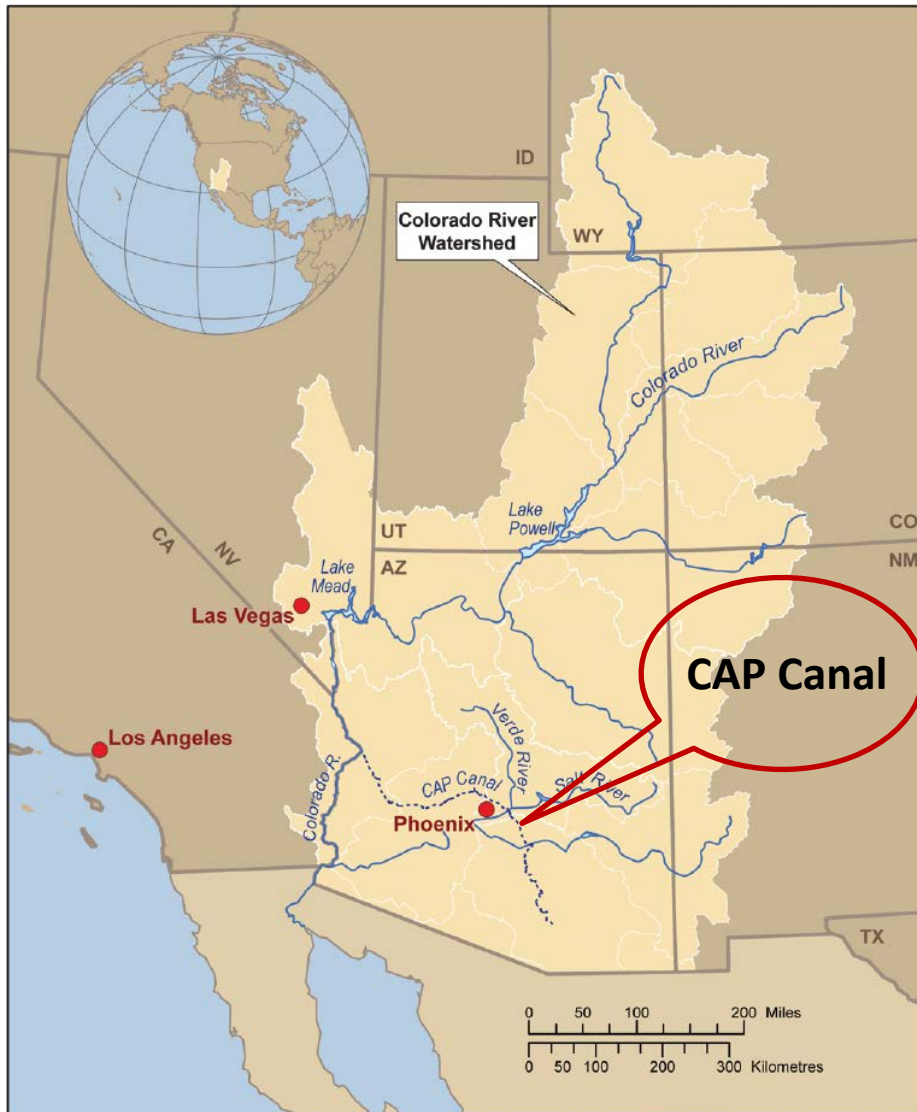 ID
Colorado River
Watershed
WY
Colorado River
CA
NV
UT
Lake
Powell
CO
AZ
NM
Lake
Mead
Las Vegas
CAP Canal
Los Angeles
Verde River
Colorado R.
CAP Canal
Salt River
Phoenix
TX
0 50 100 200 Miles
0 50 100 200 300 Kilometres